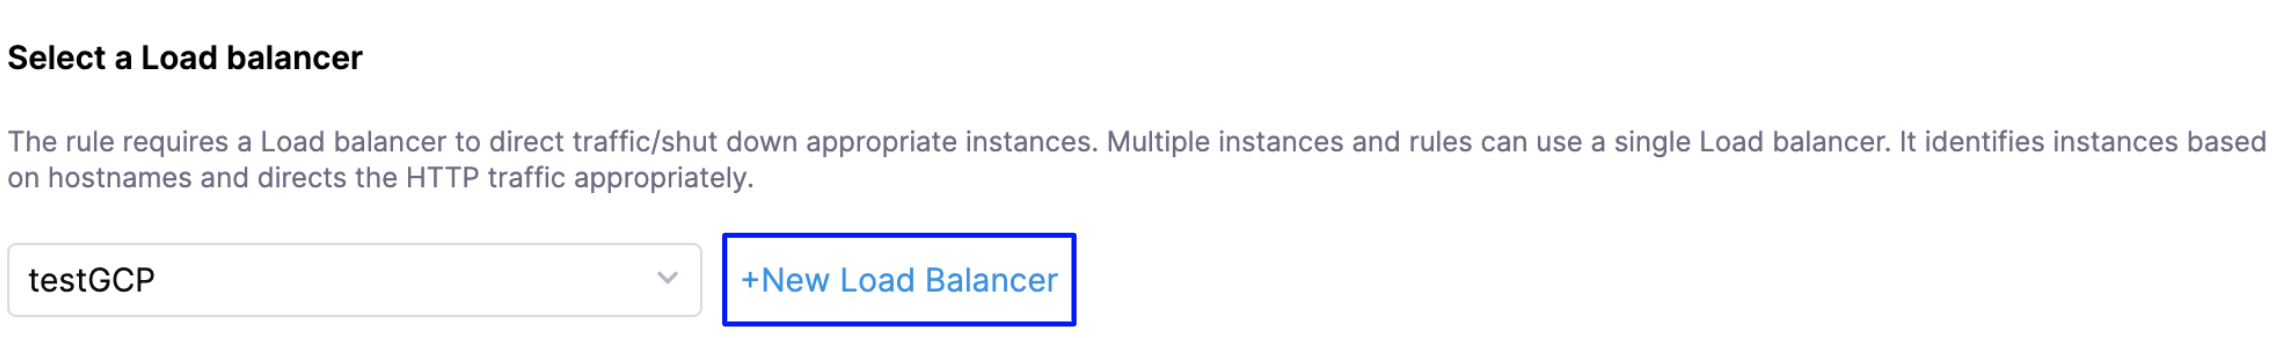 Select a Load balancer
The rule requires a Load balancer to direct traffic/shut down appropriate instances. Multiple instances and rules can use a single Load balancer. It identifies instances based
on hostnames and directs the HTTP traffic appropriately.
testGCP
+New Load Balancer